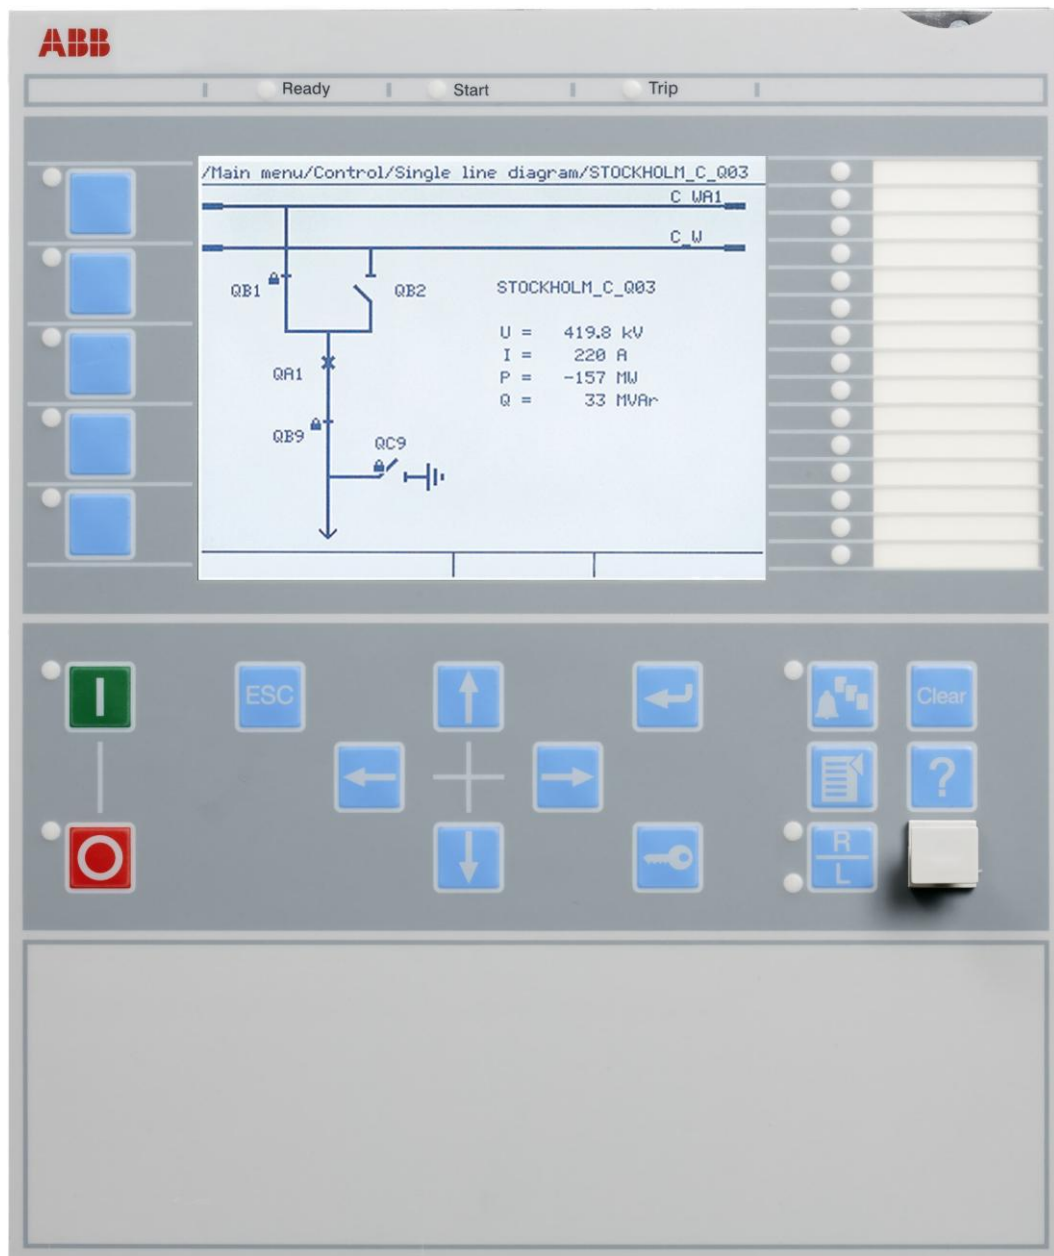 ABB
Ready Start Trip
/Main menu/Control/Single line diagram/STOCKHOLM_C_Q03
C WA1
C_W
QB1 QB2 STOCKHOLM_C_Q03
U = 419.8 kV
I = 220 A
QA1 P = -157 MW
Q = 33 MVAr
QB9 QC9
ESC
Clear
?
R
L